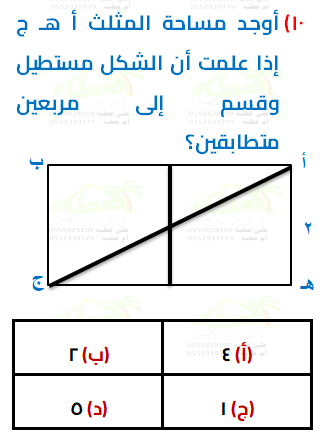 ١٠) أوجد مساحة المثلث أ هـ ج
إذا علمت أن الشكل مستطيل
وقسم إلى مربعين
متطابقين؟
ب أ
٢
ج هـ
(أ) ٤ (ب) ٢
(ج) ١ (د) ٥